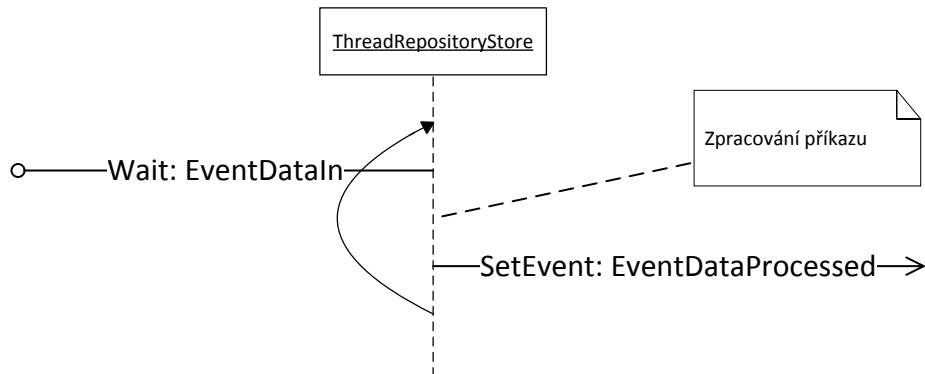 ThreadRepositoryStore
Zpracování příkazu
Wait: EventDataIn
SetEvent: EventDataProcessed